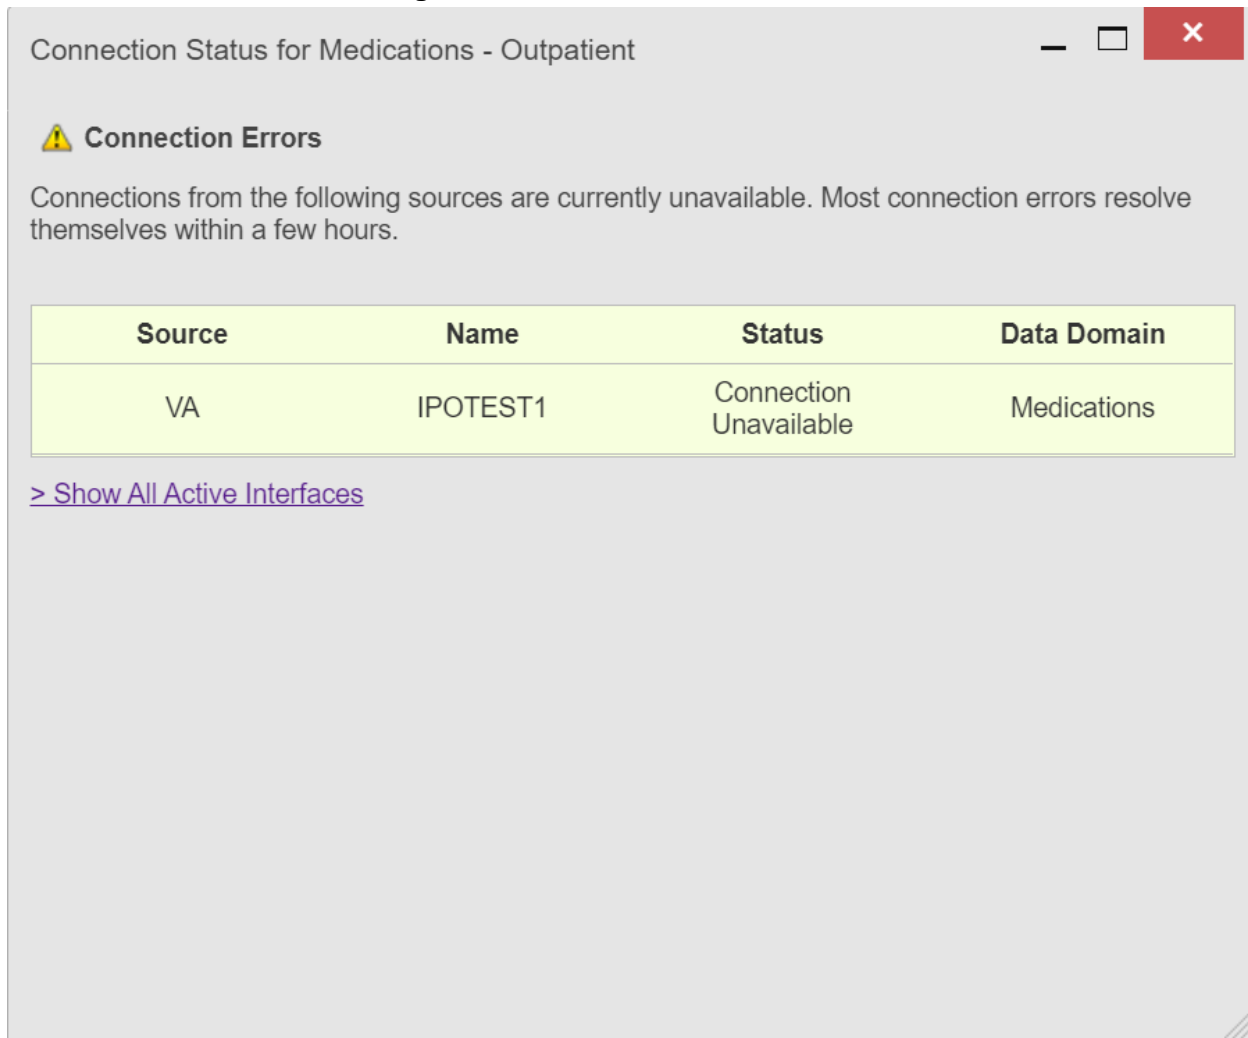 Connection Status for Medications - Outpatient
Connection Errors
Connections from the following sources are currently unavailable. Most connection errors resolve
themselves within a few hours.
Source Name Status Data Domain
VA IPOTEST1 Connection Unavailable Medications
> Show All Active Interfaces